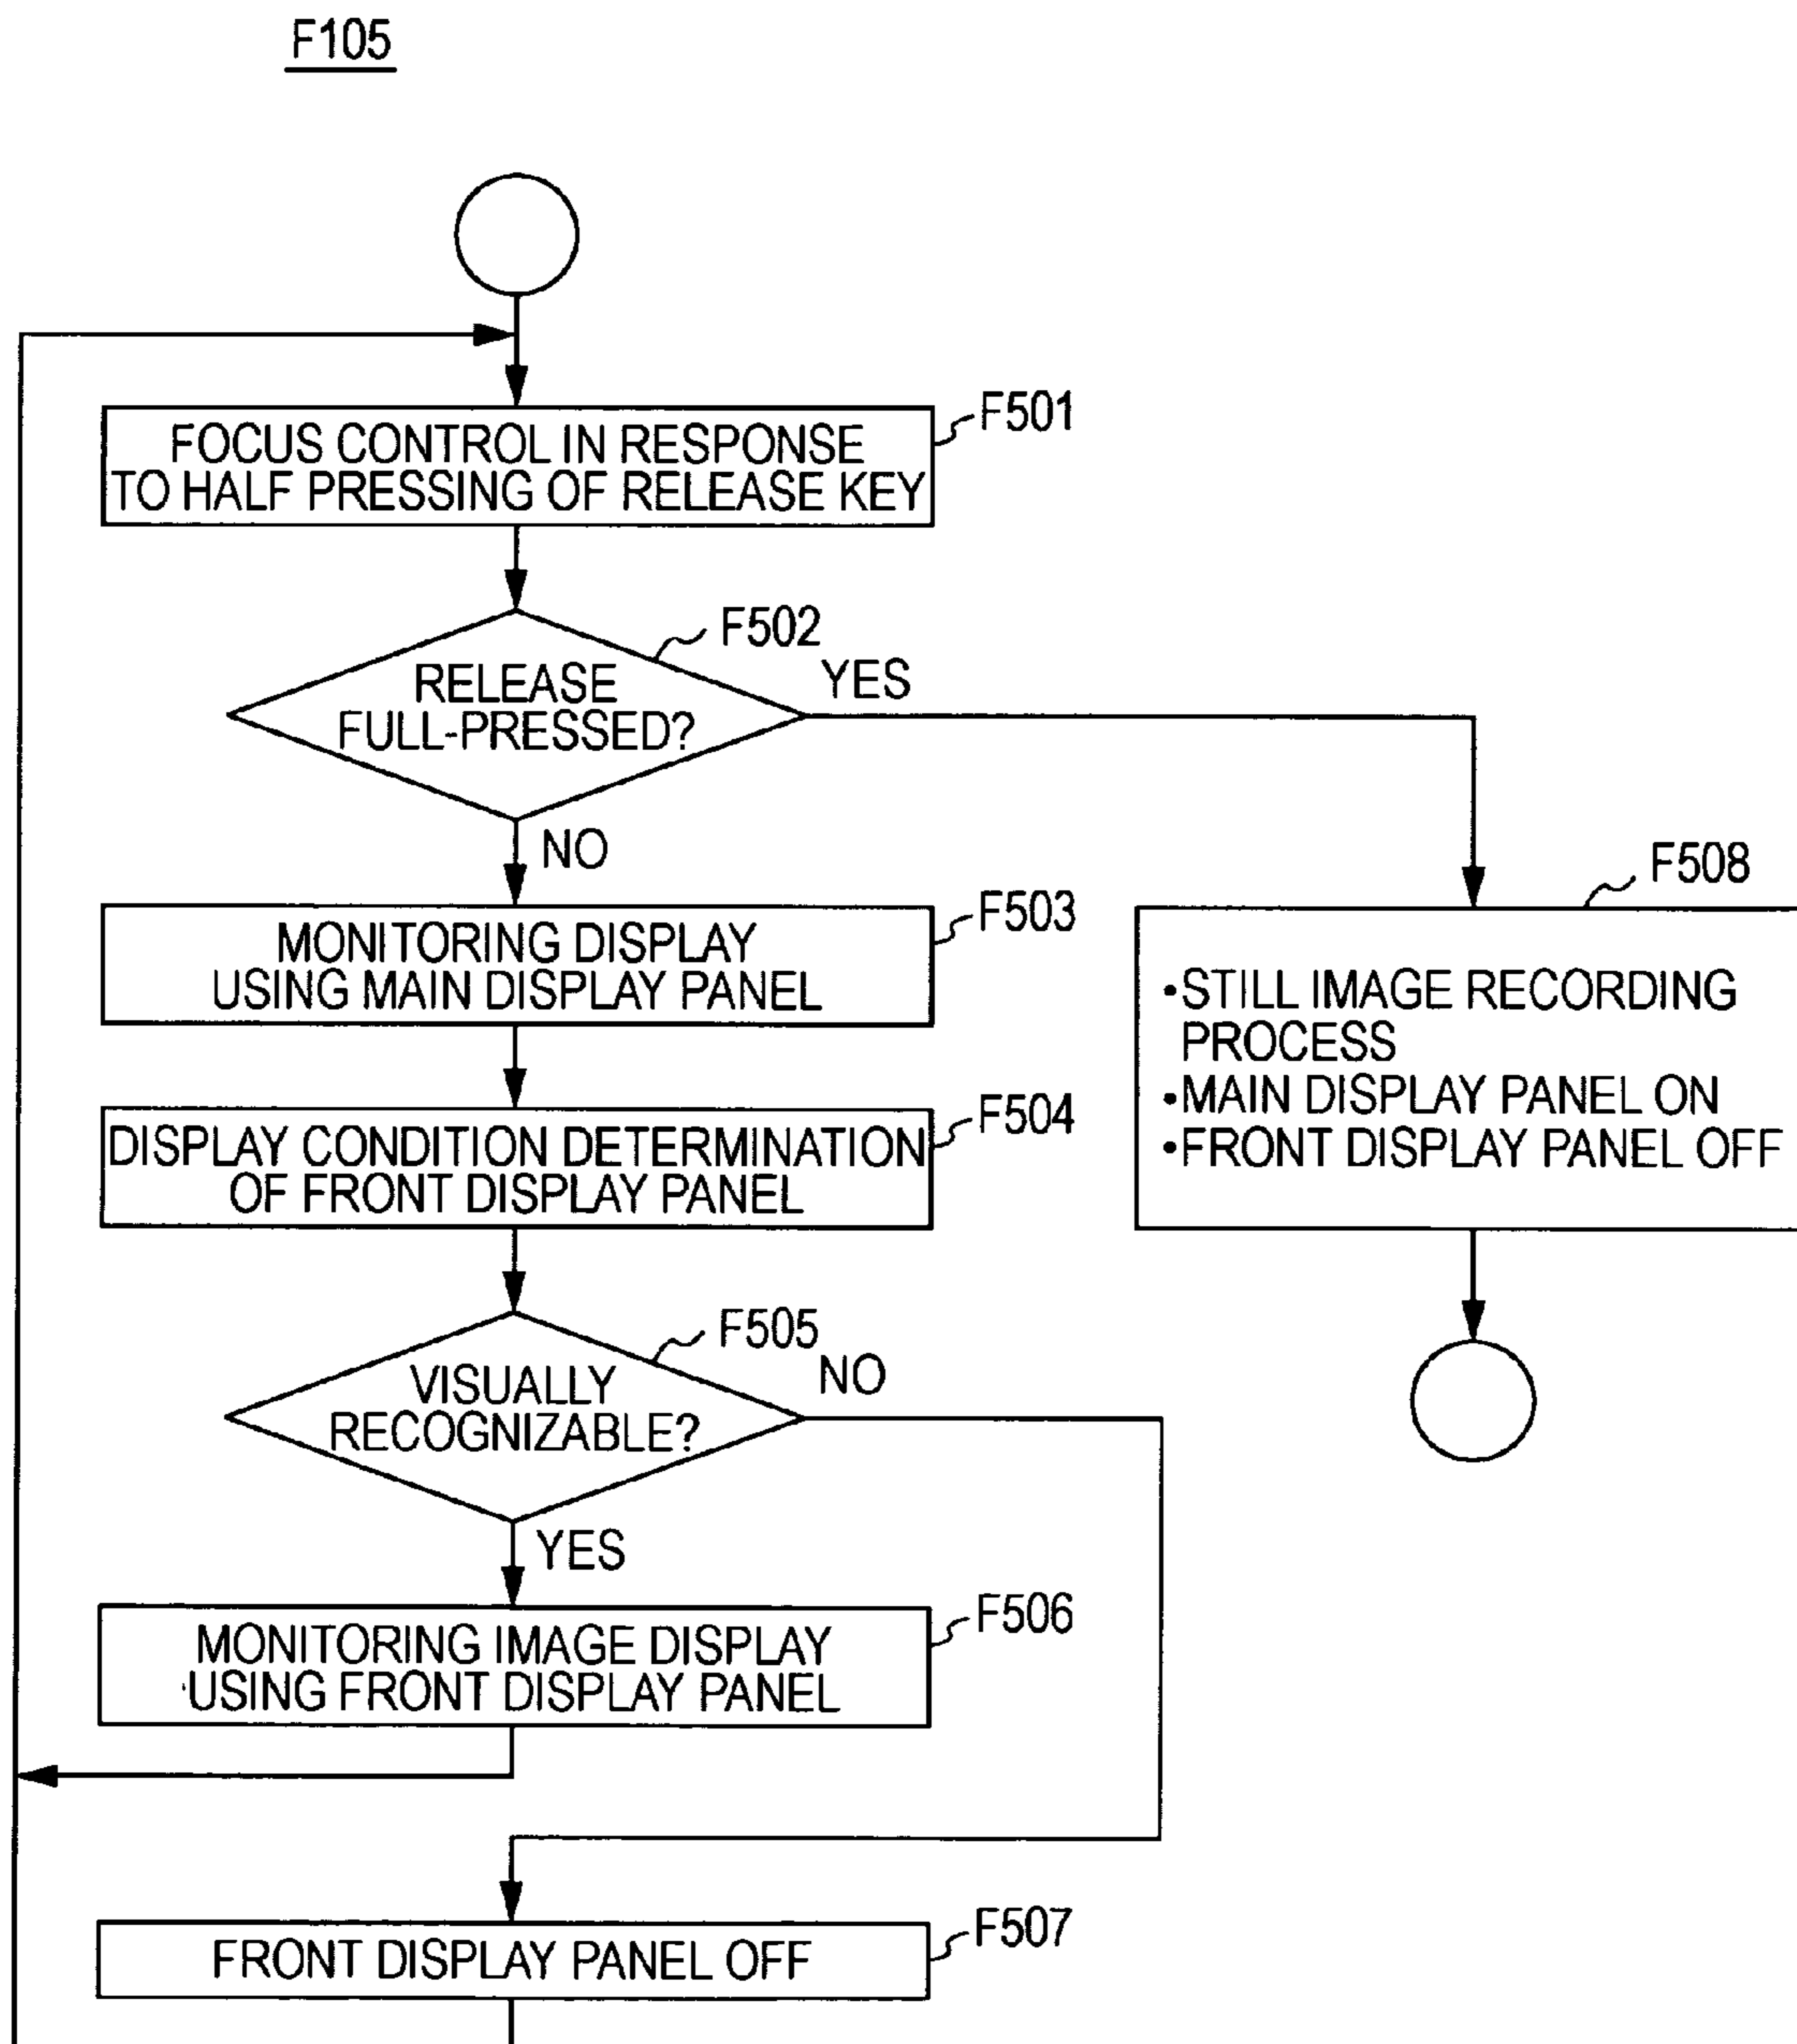 F105
F501
FOCUS CONTROL IN RESPONSE
TO HALF PRESSING OF RELEASE KEY
F502
RELEASE
FULL-PRESSED?
YES
NO
F503
MONITORING DISPLAY
USING MAIN DISPLAY PANEL
F508
•STILL IMAGE RECORDING
PROCESS
•MAIN DISPLAY PANEL ON
•FRONT DISPLAY PANEL OFF
F504
DISPLAY CONDITION DETERMINATION
OF FRONT DISPLAY PANEL
F505
VISUALLY
RECOGNIZABLE?
NO
YES
F506
MONITORING IMAGE DISPLAY
USING FRONT DISPLAY PANEL
F507
FRONT DISPLAY PANEL OFF